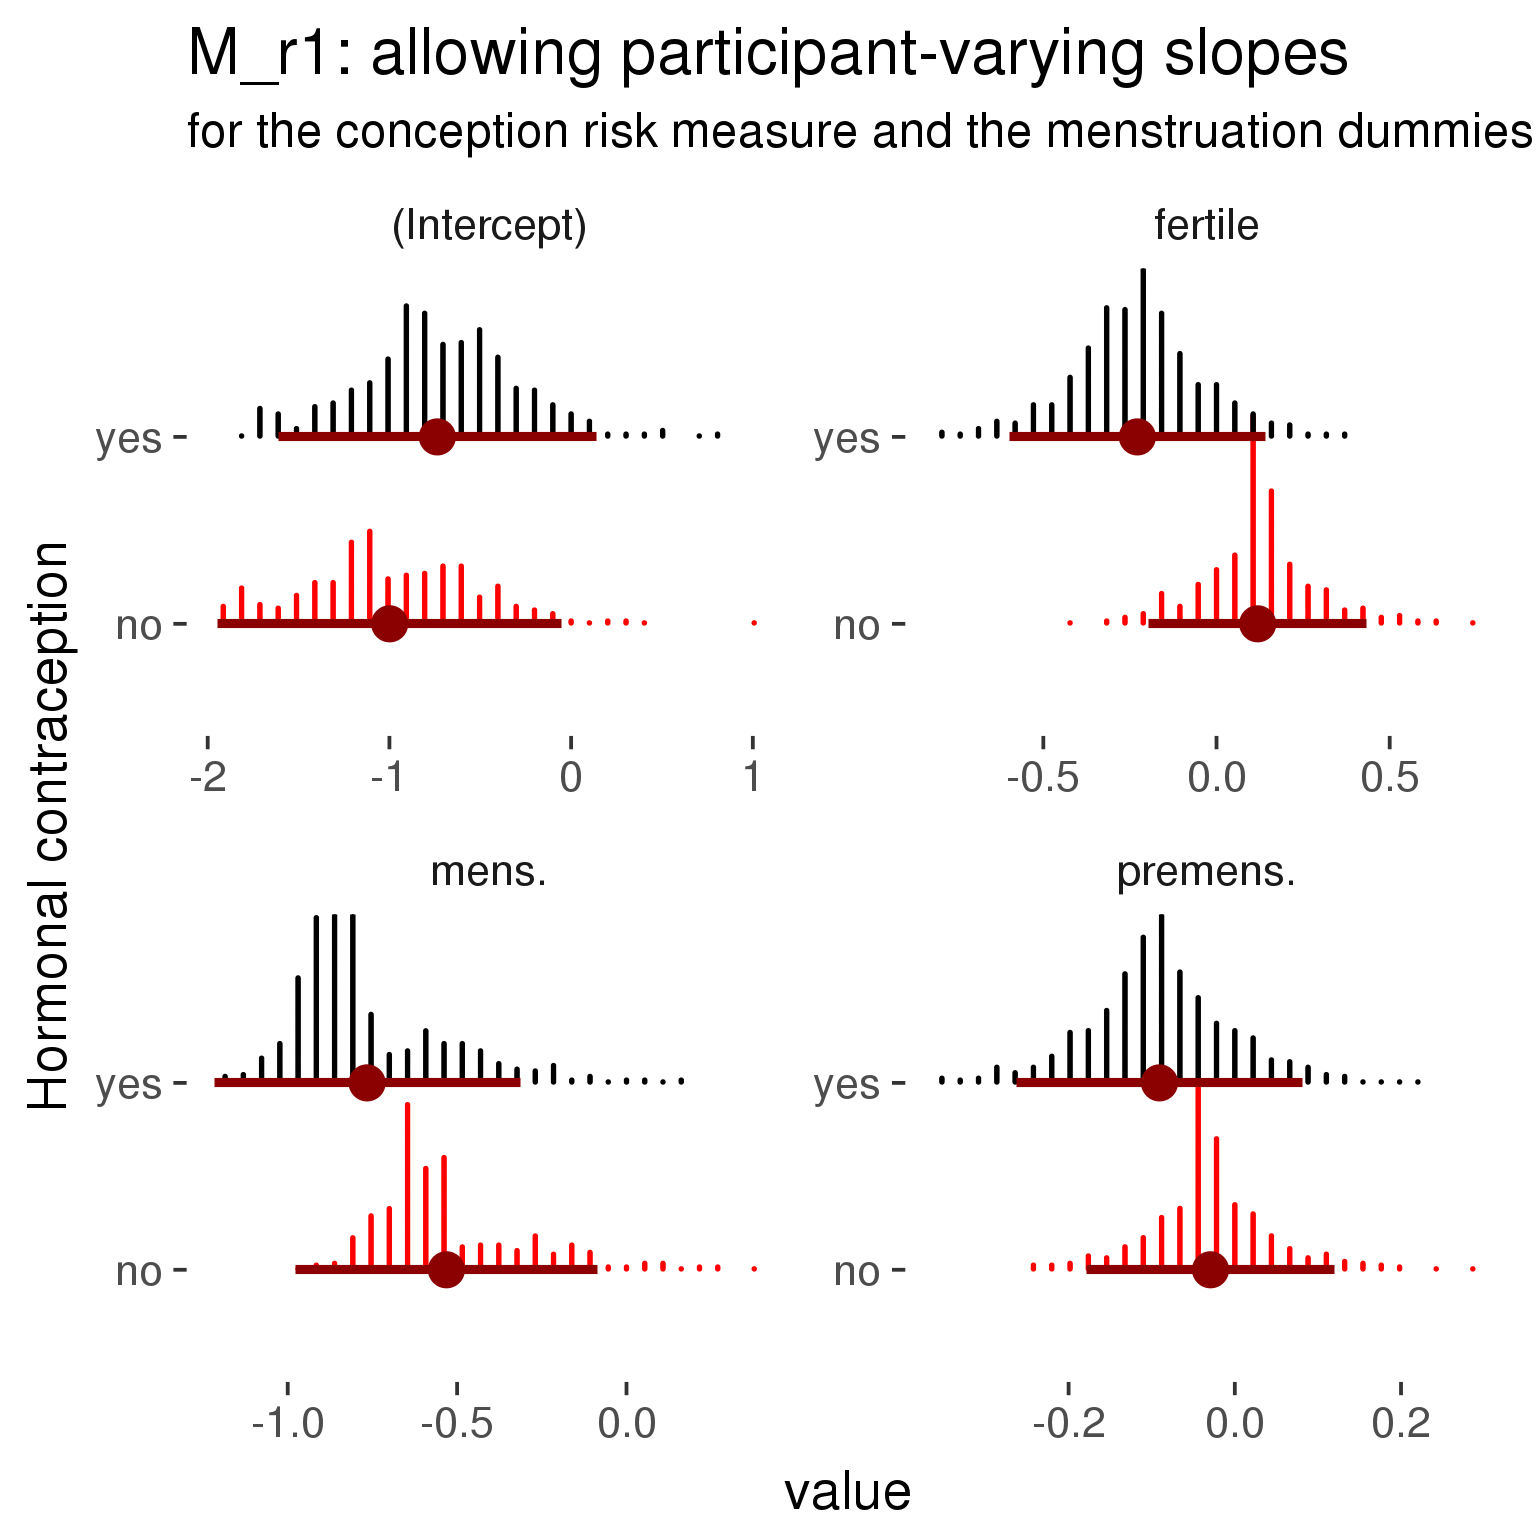 M_r1: allowing participant-varying slopes
for the conception risk measure and the menstruation dummies
Hormonal contraception
(Intercept)
yes
no
-2 -1 0 1
fertile
yes
no
-0.5 0.0 0.5
mens.
yes
no
-1.0 -0.5 0.0
premens.
yes
no
-0.2 0.0 0.2
value